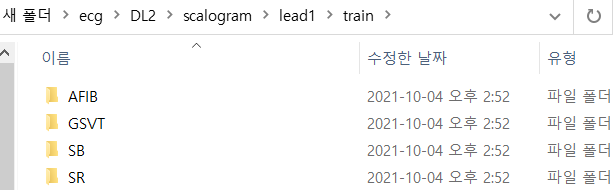 새 폴더 > ecg > DL2 > scalogram > lead1 > train >
이름 수정한 날짜 유형
AFIB 2021-10-04 오후 2:52 파일 폴더
GSVT 2021-10-04 오후 2:52 파일 폴더
SB 2021-10-04 오후 2:52 파일 폴더
SR 2021-10-04 오후 2:52 파일 폴더